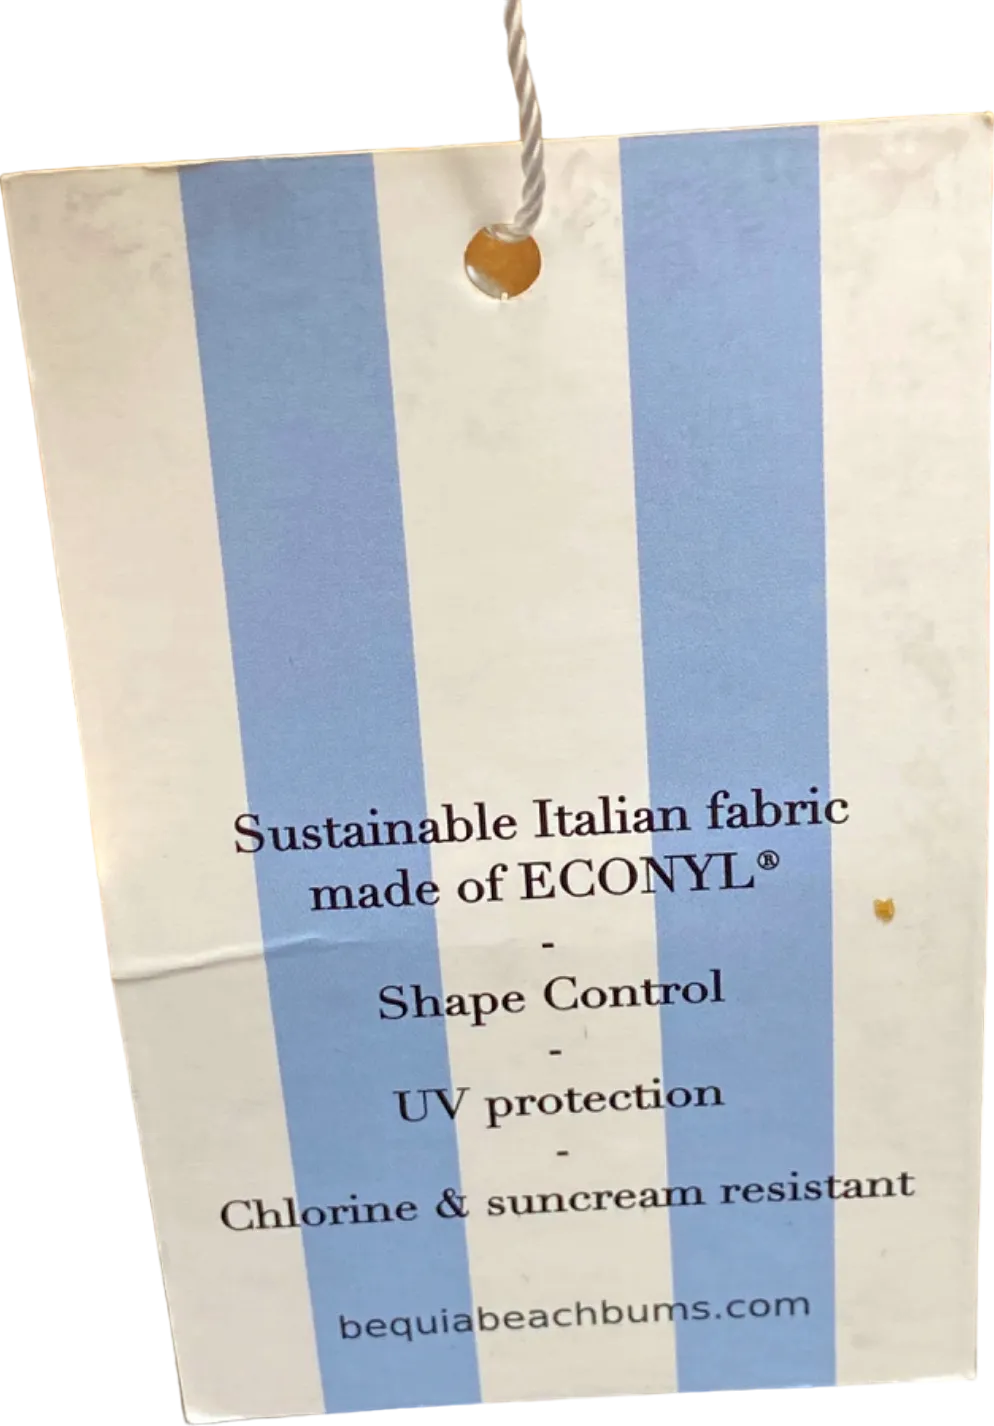 Sustainable Italian fabric
made of ECONYL®
-
Shape Control
-
UV protection
-
Chlorine & suncream resistant
bequiabeachbums.com